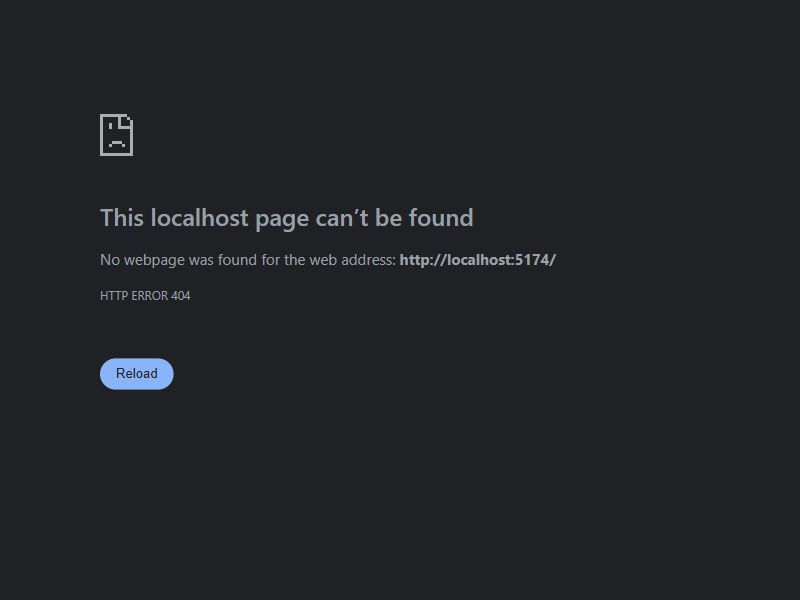 This localhost page can’t be found
No webpage was found for the web address: http://localhost:5174/
HTTP ERROR 404
Reload